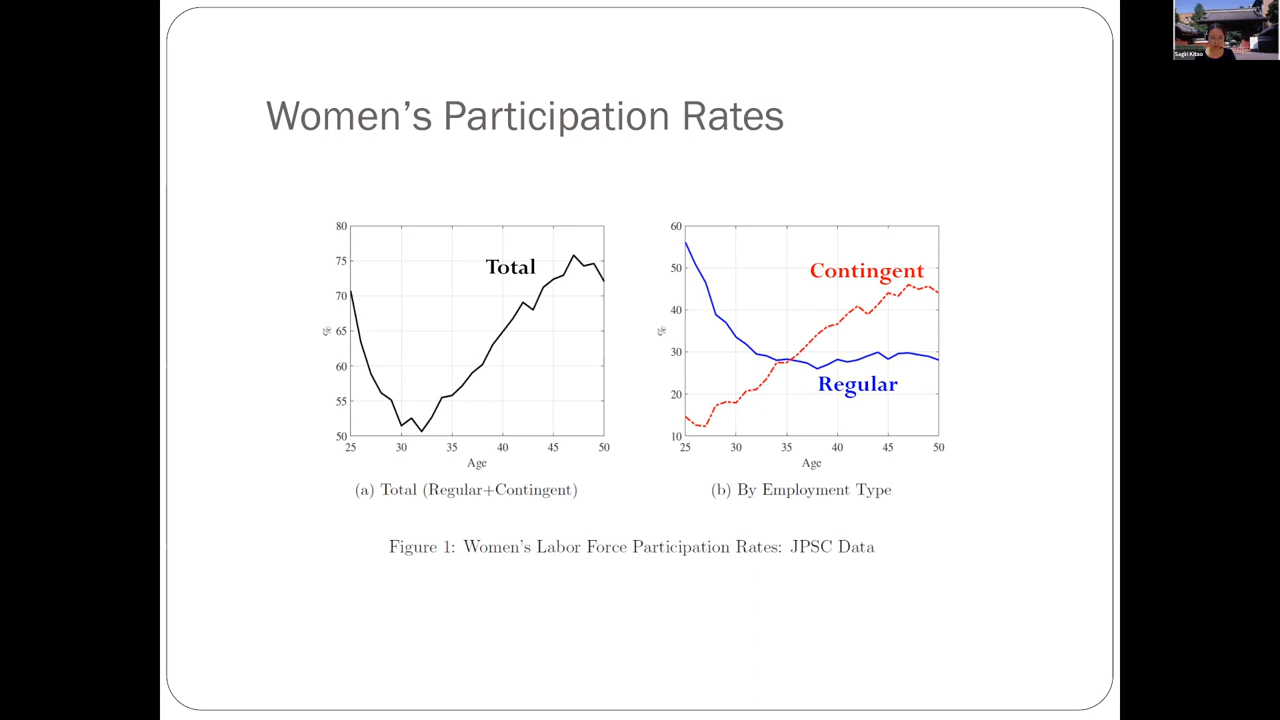 Sagiri Kitao
Women's Participation Rates
80
75
70
65
60
55
50
%
Total
25
30
35
40
45
50
Age
(a) Total (Regular+Contingent)
60
50
40
30
20
10
%
Contingent
Regular
25
30
35
40
45
50
Age
(b) By Employment Type
Figure 1: Women's Labor Force Participation Rates: JPSC Data